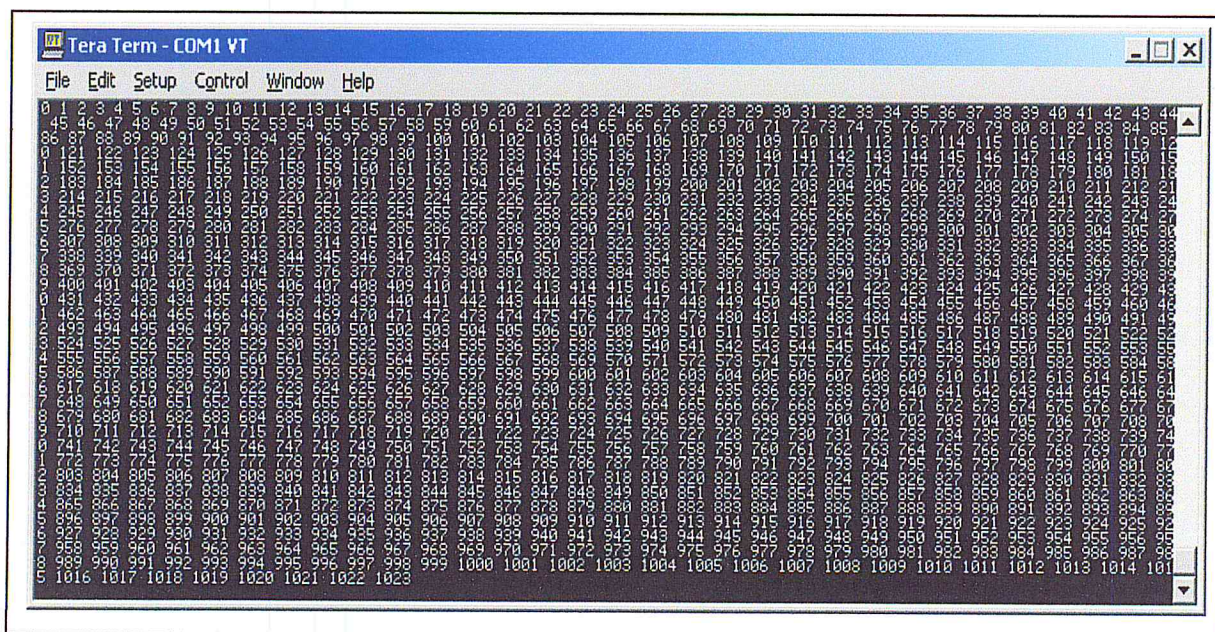 Tera Term - COM1 VT
File Edit Setup Control Window Help
0 1 2 3 4 5 6 7 8 9 10 11 12 13 14 15 16 17 18 19 20 21 22 23 24 25 26 27 28 29 30 31 32 33 34 35 36 37 38 39 40 41 42 43 44
45 46 47 48 49 50 51 52 53 54 55 56 57 58 59 60 61 62 63 64 65 66 67 68 69 70 71 72 73 74 75 76 77 78 79 80 81 82 83 84 85
86 87 88 89 90 91 92 93 94 95 96 97 98 99 100 101 102 103 104 105 106 107 108 109 110 111 112 113 114 115 116 117 118 119 12
0 121 122 123 124 125 126 127 128 129 130 131 132 133 134 135 136 137 138 139 140 141 142 143 144 145 146 147 148 149 150 15
1 152 153 154 155 156 157 158 159 160 161 162 163 164 165 166 167 168 169 170 171 172 173 174 175 176 177 178 179 180 181 18
2 183 184 185 186 187 188 189 190 191 192 193 194 195 196 197 198 199 200 201 202 203 204 205 206 207 208 209 210 211 212 21
3 214 215 216 217 218 219 220 221 222 223 224 225 226 227 228 229 230 231 232 233 234 235 236 237 238 239 240 241 242 243 24
4 245 246 247 248 249 250 251 252 253 254 255 256 257 258 259 260 261 262 263 264 265 266 267 268 269 270 271 272 273 274 27
5 276 277 278 279 280 281 282 283 284 285 286 287 288 289 290 291 292 293 294 295 296 297 298 299 300 301 302 303 304 305 30
6 307 308 309 310 311 312 313 314 315 316 317 318 319 320 321 322 323 324 325 326 327 328 329 330 331 332 333 334 335 336 33
7 338 339 340 341 342 343 344 345 346 347 348 349 350 351 352 353 354 355 356 357 358 359 360 361 362 363 364 365 366 367 36
8 369 370 371 372 373 374 375 376 377 378 379 380 381 382 383 384 385 386 387 388 389 390 391 392 393 394 395 396 397 398 39
9 400 401 402 403 404 405 406 407 408 409 410 411 412 413 414 415 416 417 418 419 420 421 422 423 424 425 426 427 428 429 43
0 431 432 433 434 435 436 437 438 439 440 441 442 443 444 445 446 447 448 449 450 451 452 453 454 455 456 457 458 459 460 46
1 462 463 464 465 466 467 468 469 470 471 472 473 474 475 476 477 478 479 480 481 482 483 484 485 486 487 488 489 490 491 49
2 493 494 495 496 497 498 499 500 501 502 503 504 505 506 507 508 509 510 511 512 513 514 515 516 517 518 519 520 521 522 52
3 524 525 526 527 528 529 530 531 532 533 534 535 536 537 538 539 540 541 542 543 544 545 546 547 548 549 550 551 552 553 55
4 555 556 557 558 559 560 561 562 563 564 565 566 567 568 569 570 571 572 573 574 575 576 577 578 579 580 581 582 583 584 58
5 586 587 588 589 590 591 592 593 594 595 596 597 598 599 600 601 602 603 604 605 606 607 608 609 610 611 612 613 614 615 61
6 617 618 619 620 621 622 623 624 625 626 627 628 629 630 631 632 633 634 635 636 637 638 639 640 641 642 643 644 645 646 64
7 648 649 650 651 652 653 654 655 656 657 658 659 660 661 662 663 664 665 666 667 668 669 670 671 672 673 674 675 676 677 67
8 679 680 681 682 683 684 685 686 687 688 689 690 691 692 693 694 695 696 697 698 699 700 701 702 703 704 705 706 707 708 70
9 710 711 712 713 714 715 716 717 718 719 720 721 722 723 724 725 726 727 728 729 730 731 732 733 734 735 736 737 738 739 74
0 741 742 743 744 745 746 747 748 749 750 751 752 753 754 755 756 757 758 759 760 761 762 763 764 765 766 767 768 769 770 77
1 772 773 774 775 776 777 778 779 780 781 782 783 784 785 786 787 788 789 790 791 792 793 794 795 796 797 798 799 800 801 80
2 803 804 805 806 807 808 809 810 811 812 813 814 815 816 817 818 819 820 821 822 823 824 825 826 827 828 829 830 831 832 83
3 834 835 836 837 838 839 840 841 842 843 844 845 846 847 848 849 850 851 852 853 854 855 856 857 858 859 860 861 862 863 86
4 865 866 867 868 869 870 871 872 873 874 875 876 877 878 879 880 881 882 883 884 885 886 887 888 889 890 891 892 893 894 89
5 896 897 898 899 900 901 902 903 904 905 906 907 908 909 910 911 912 913 914 915 916 917 918 919 920 921 922 923 924 925 92
6 927 928 929 930 931 932 933 934 935 936 937 938 939 940 941 942 943 944 945 946 947 948 949 950 951 952 953 954 955 956 95
7 958 959 960 961 962 963 964 965 966 967 968 969 970 971 972 973 974 975 976 977 978 979 980 981 982 983 984 985 986 987 98
8 989 990 991 992 993 994 995 996 997 998 999 1000 1001 1002 1003 1004 1005 1006 1007 1008 1009 1010 1011 1012 1013 1014 101
5 1016 1017 1018 1019 1020 1021 1022 1023